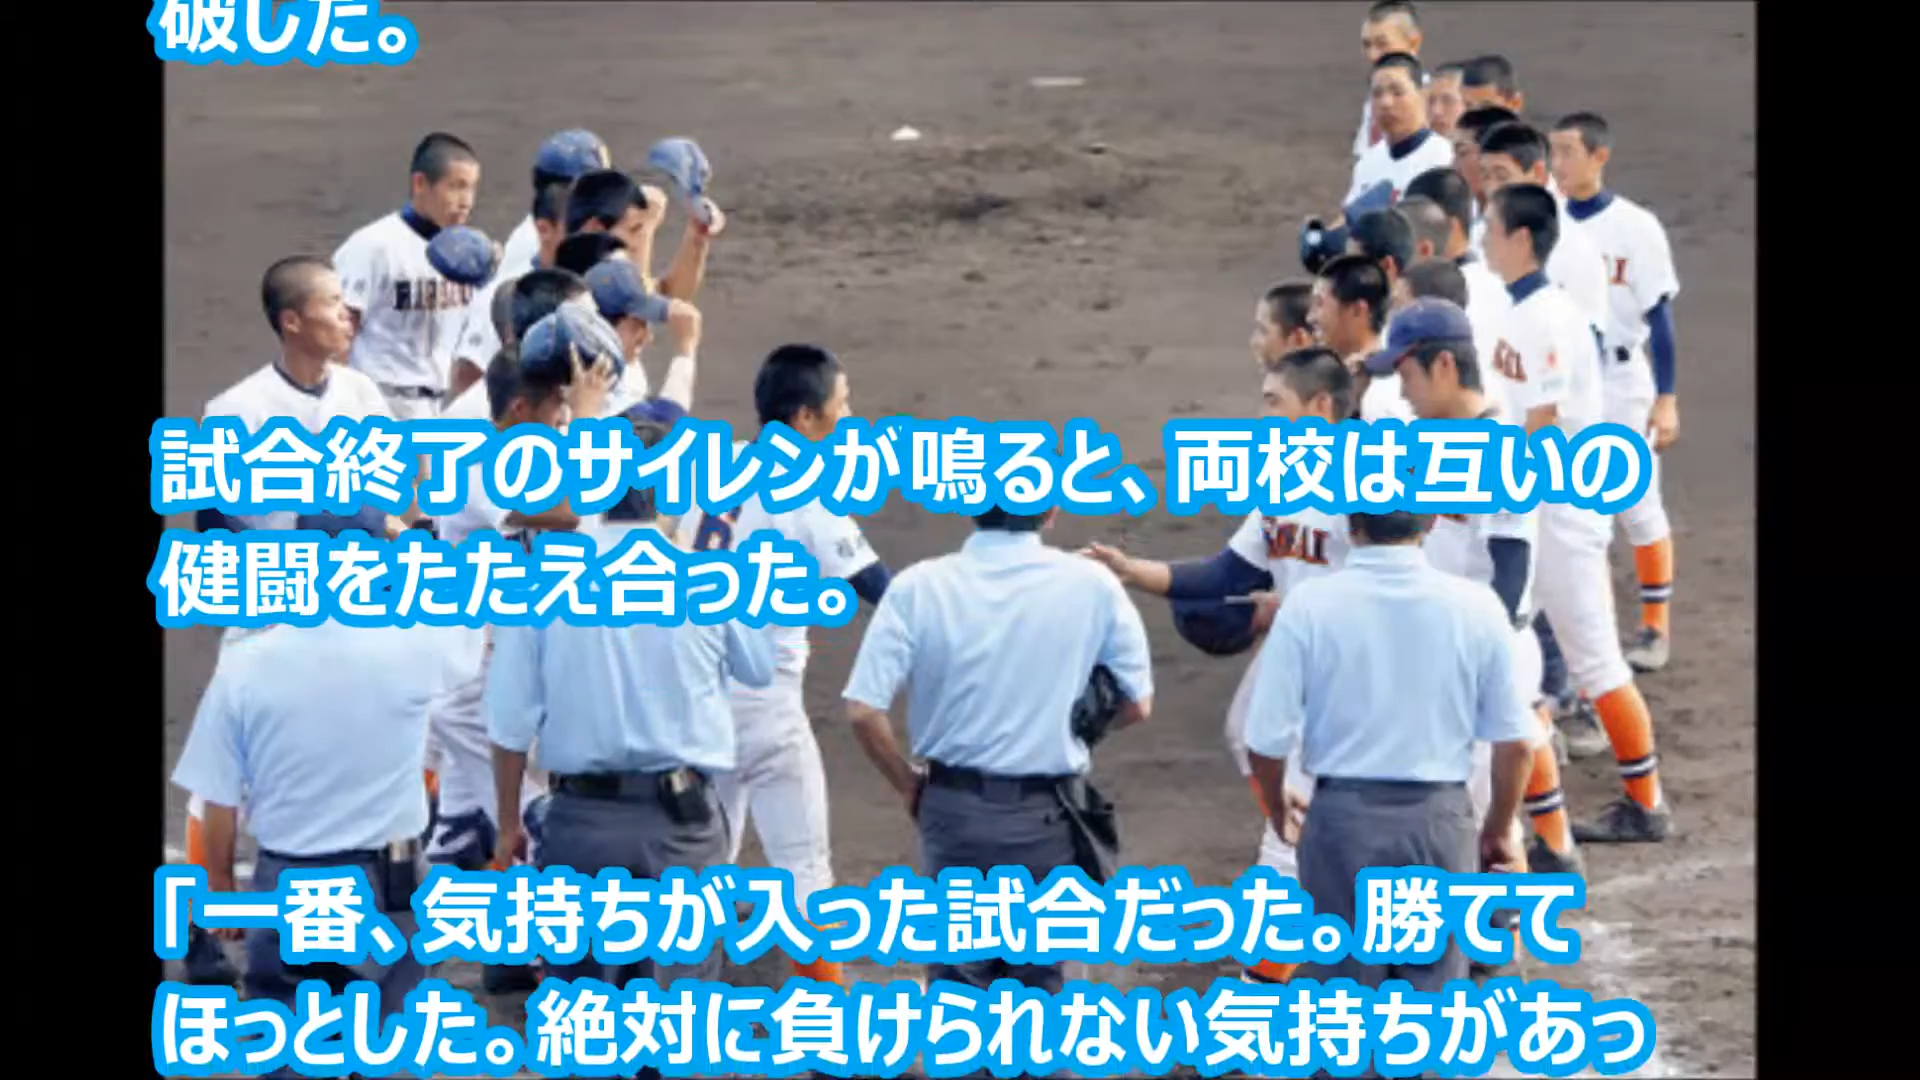 破した。
試合終了のサイレンが鳴ると、両校は互いの
健闘をたたえ合った。
「一番、気持ちが入った試合だった。勝てて
ほっとした。絶対に負けられない気持ちがあっ